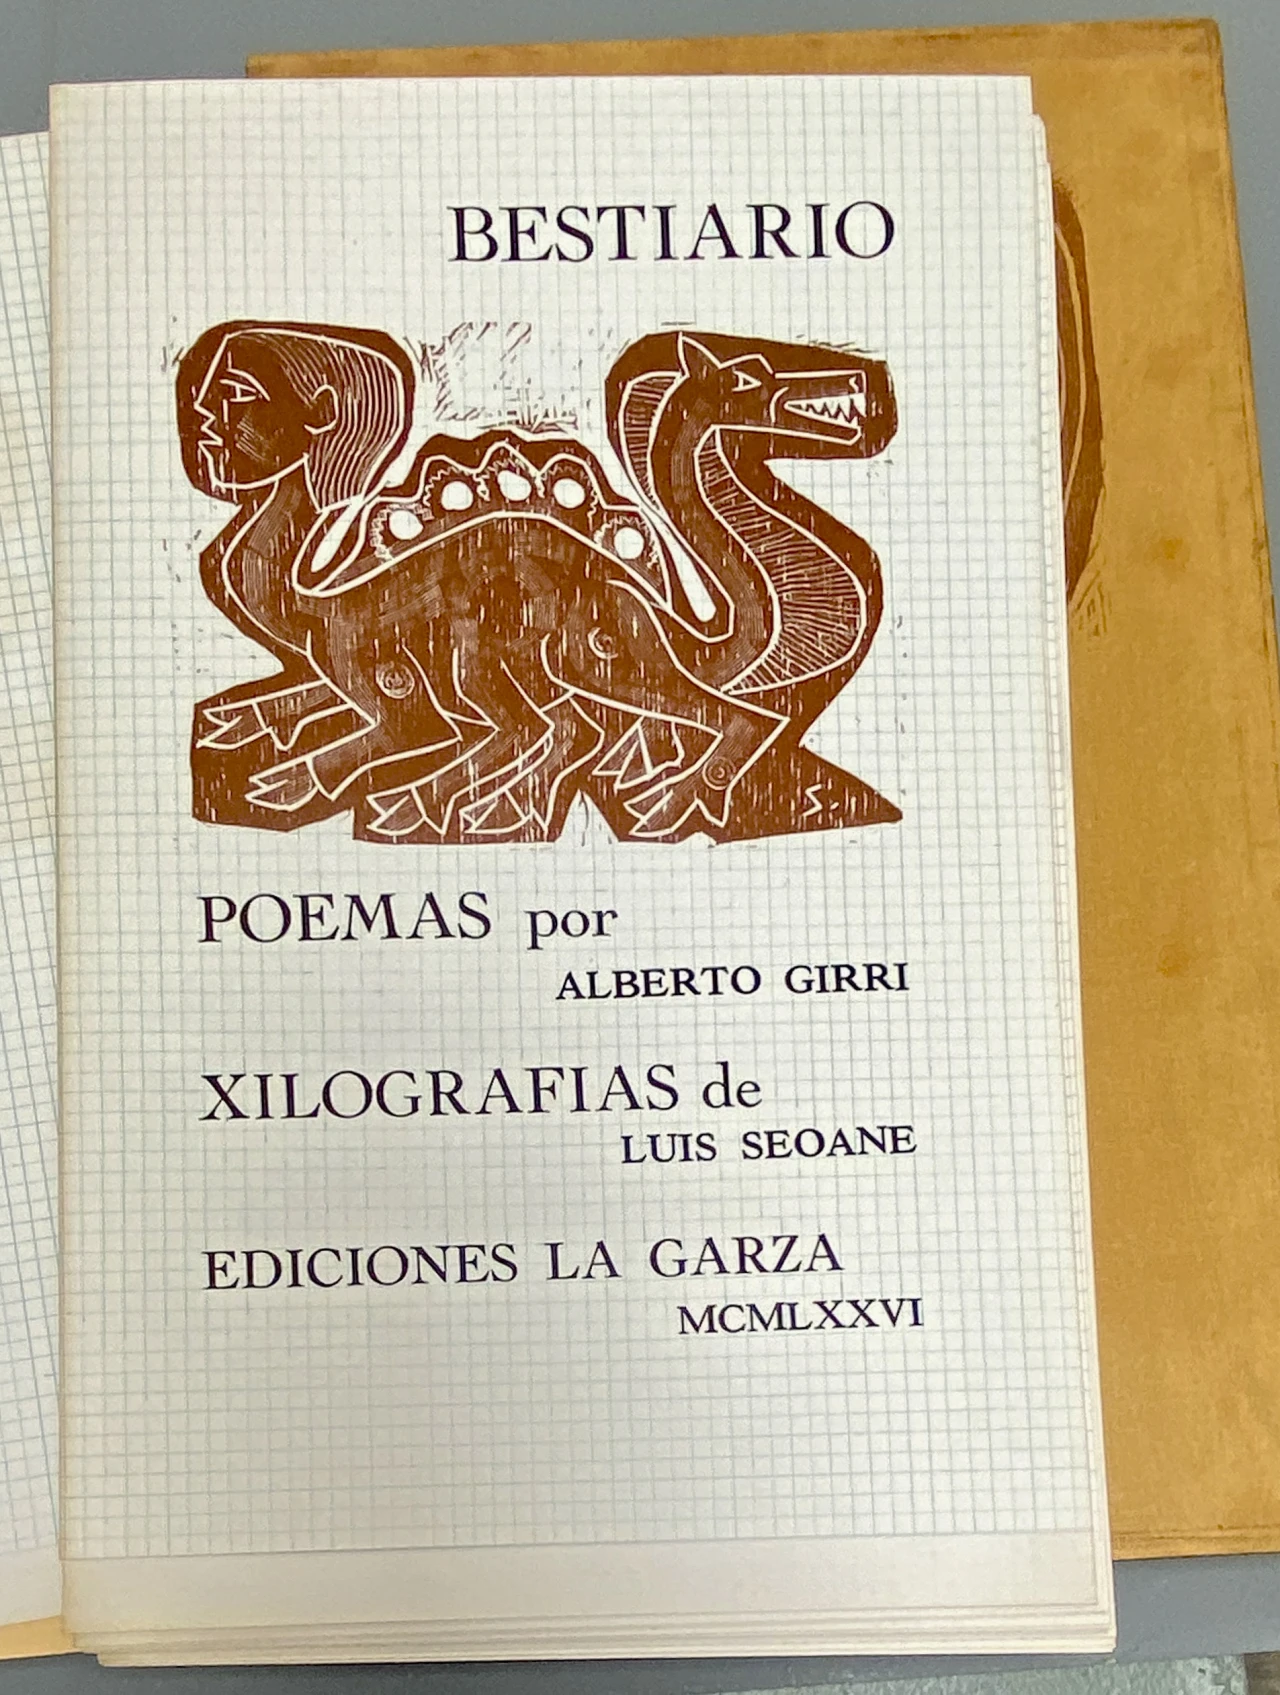 BESTIARIO
S.
POEMAS por
ALBERTO GIRRI
XILOGRAFIAS de
LUIS SEOANE
EDICIONES LA GARZA
MCMLXXVI